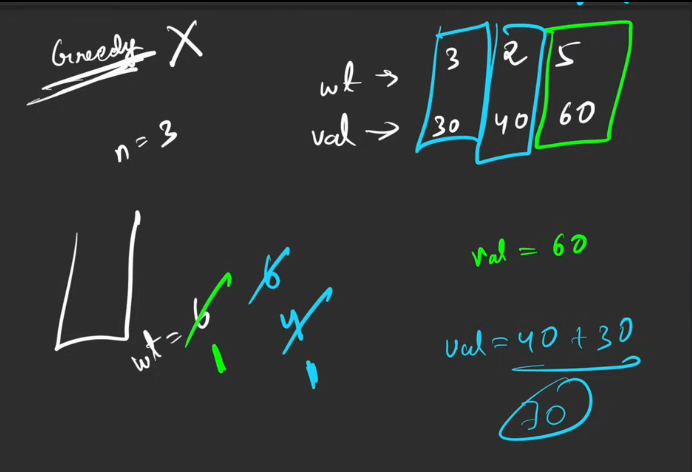 Greedy X
wt → 3 2 5
val → 30 40 60
n = 3
val = 60
wt = 6 6
4
1 1
val = 40 + 30
70